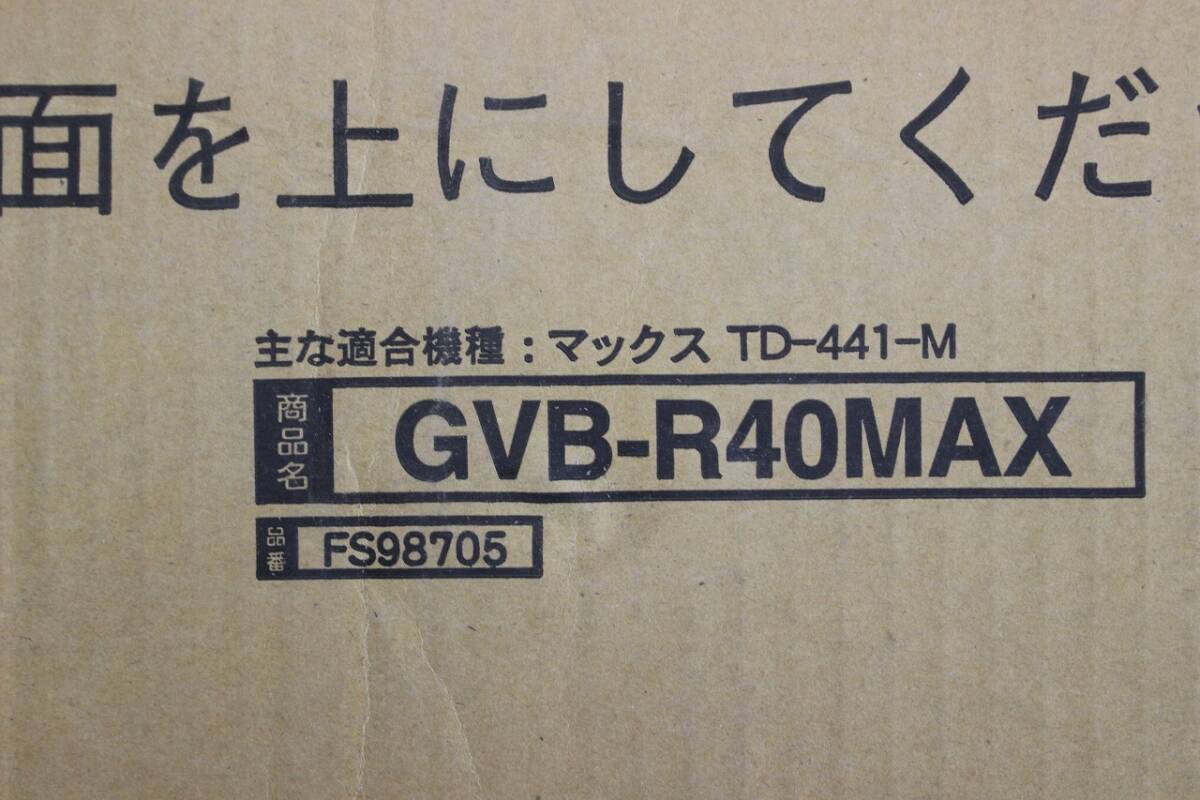 面を上にしてくだ
主な適合機種：マックス TD-441-M
商品名 GVB-R40MAX
品番 FS98705